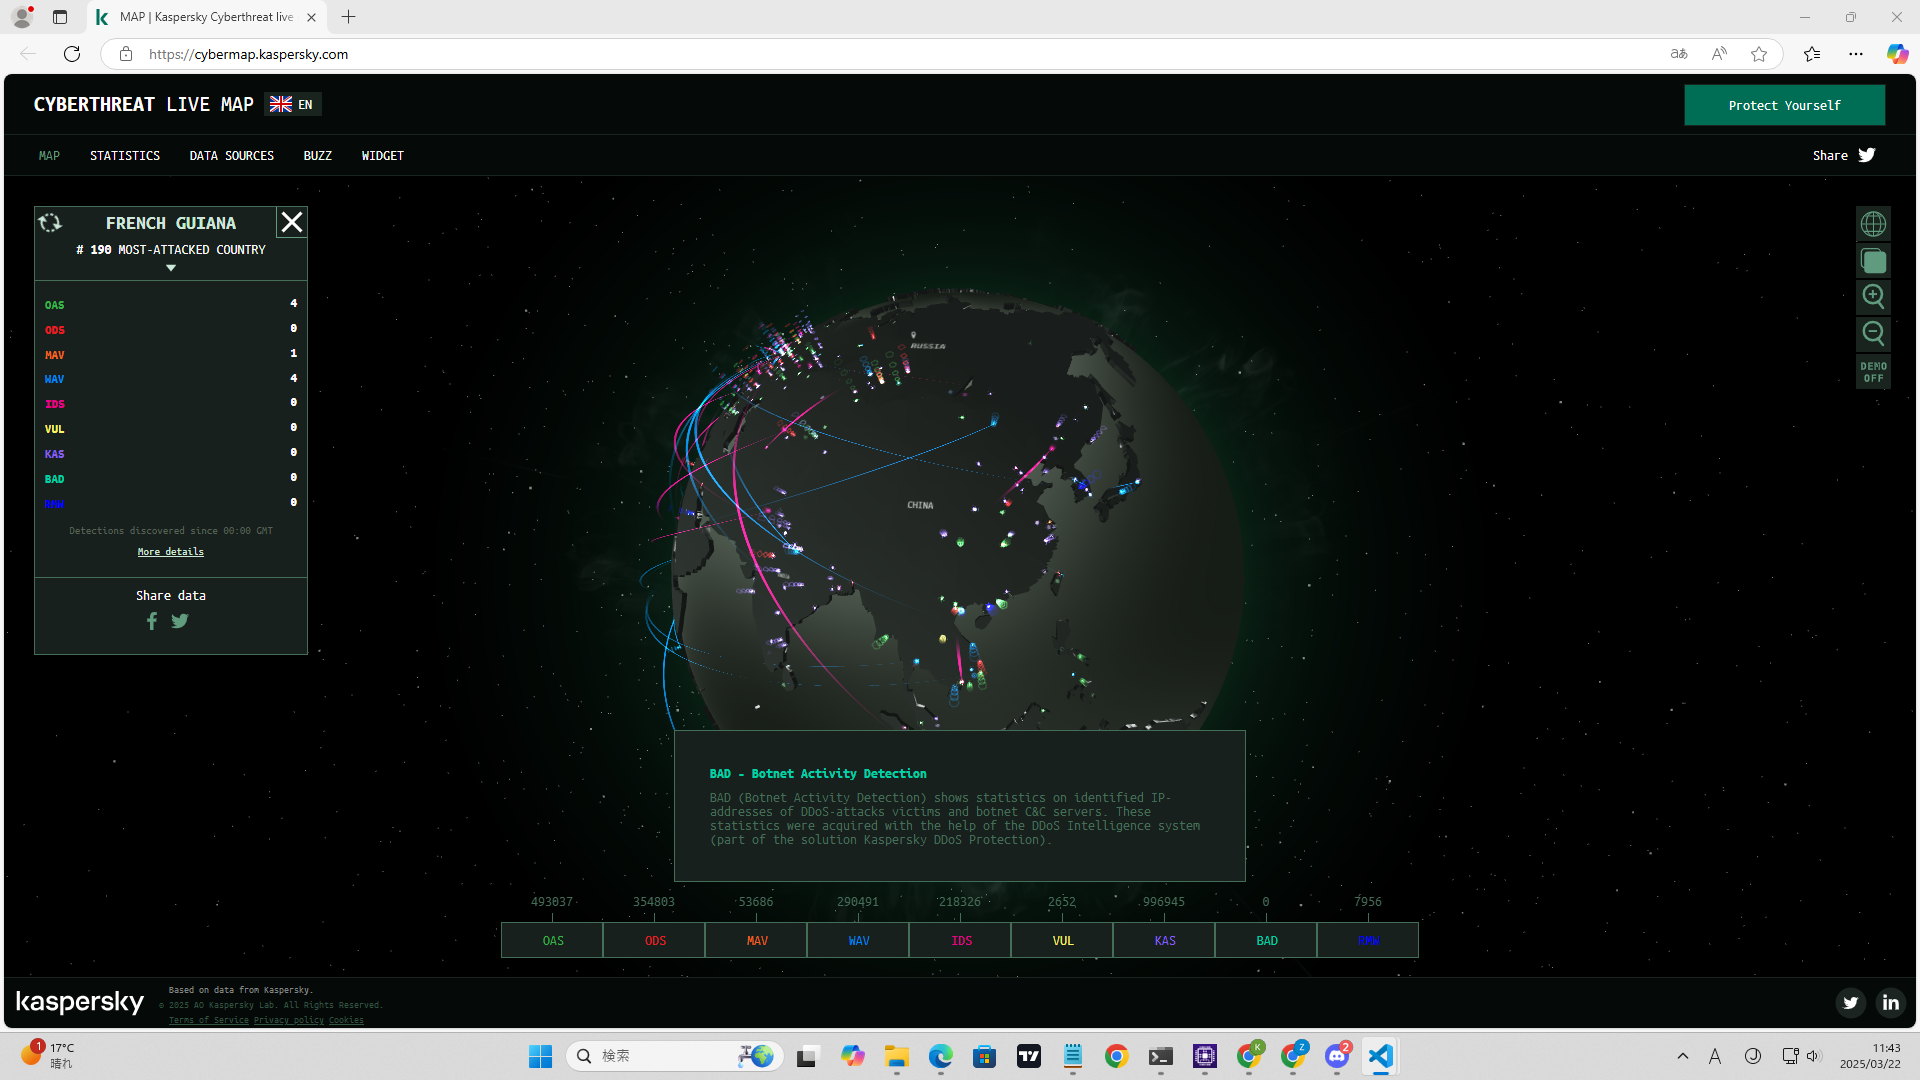 MAP | Kaspersky Cyberthreat live
https://cybermap.kaspersky.com
CYBERTHREAT LIVE MAP EN
Protect Yourself
MAP STATISTICS DATA SOURCES BUZZ WIDGET
Share
FRENCH GUIANA
# 190 MOST-ATTACKED COUNTRY
OAS 4
ODS 0
MAV 1
WAV 4
IDS 0
VUL 0
KAS 0
BAD 0
RMW 0
Detections discovered since 00:00 GMT
More details
Share data
DEMO
OFF
RUSSIA
CHINA
BAD - Botnet Activity Detection
BAD (Botnet Activity Detection) shows statistics on identified IP-
addresses of DDoS-attacks victims and botnet C&C servers. These
statistics were acquired with the help of the DDoS Intelligence system
(part of the solution Kaspersky DDoS Protection).
493037 354803 53686 290491 218326 2652 996945 0 7956
OAS ODS MAV WAV IDS VUL KAS BAD RMW
kaspersky
Based on data from Kaspersky.
© 2025 AO Kaspersky Lab. All Rights Reserved.
Terms of Service Privacy policy Cookies
1
17°C
晴れ
検索
K
Z
2
A
11:43
2025/03/22